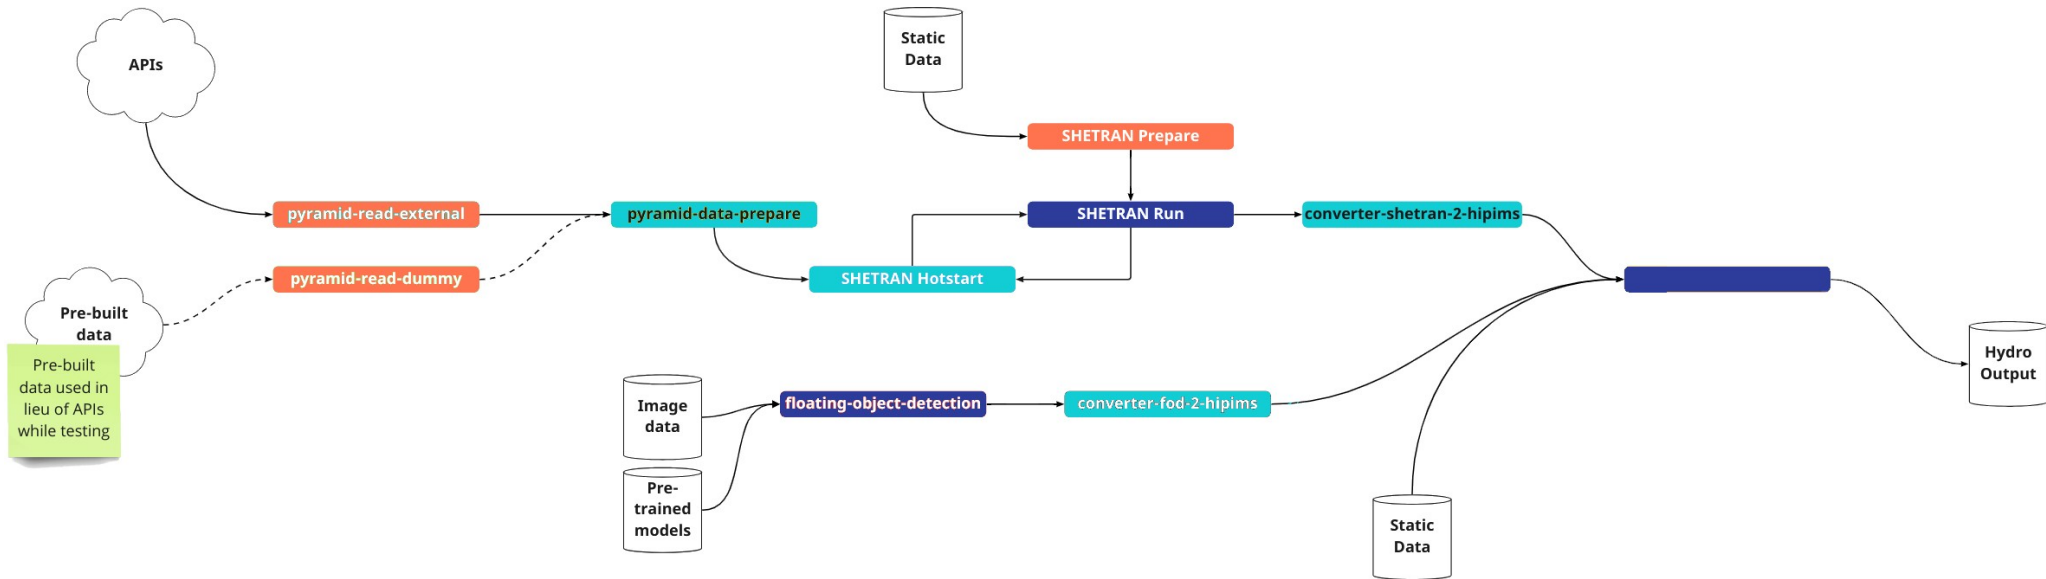 APIs
Static
Data
SHETRAN Prepare
pyramid-read-external
pyramid-data-prepare
SHETRAN Run
converter-shetran-2-hipims
pyramid-read-dummy
SHETRAN Hotstart
Pre-built
data
Pre-built
data used in
lieu of APIs
while testing
Hydro
Output
Image
data
floating-object-detection
converter-fod-2-hipims
Pre-
trained
models
Static
Data